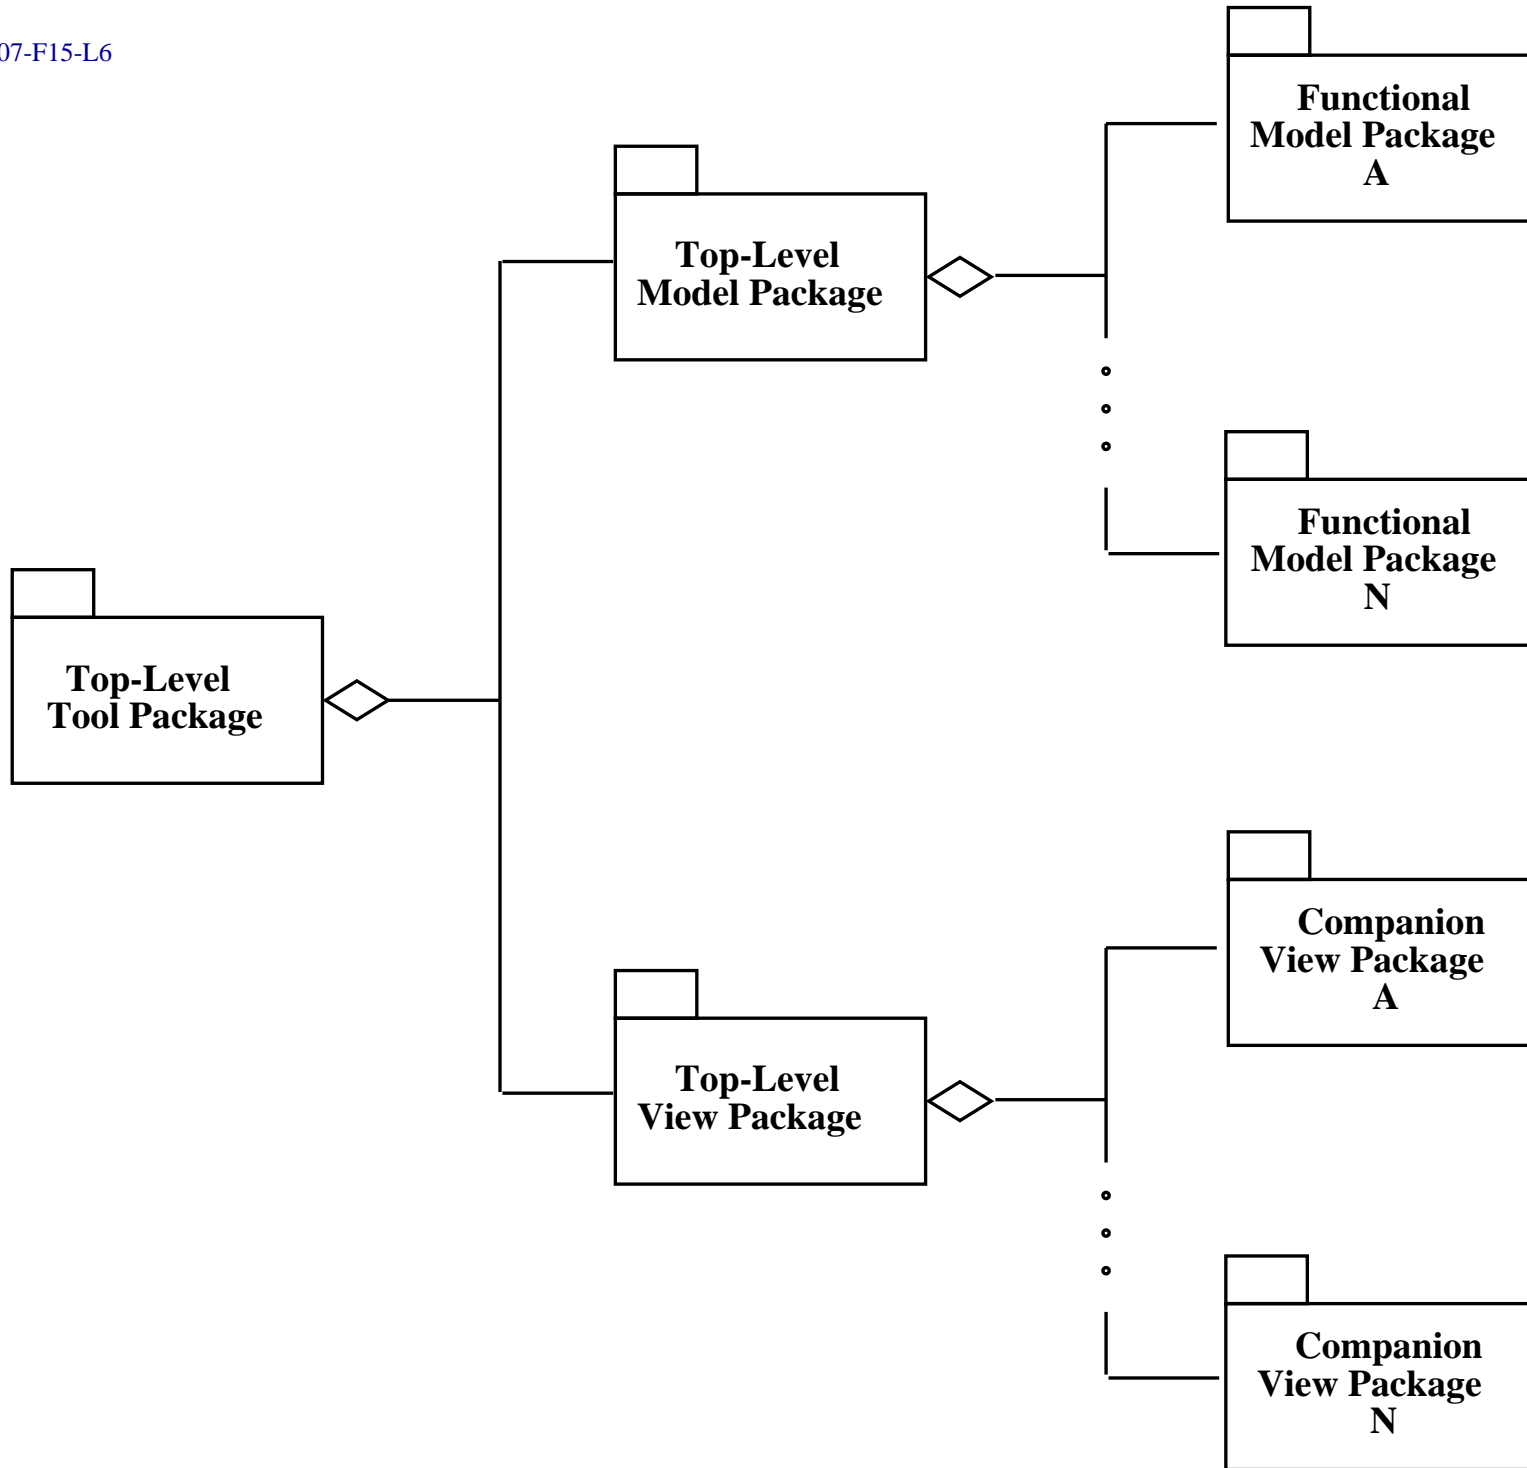 07-F15-L6
Functional
Model Package
A
Top-Level
Model Package
Functional
Model Package
N
Top-Level
Tool Package
Companion
View Package
A
Top-Level
View Package
Companion
View Package
N